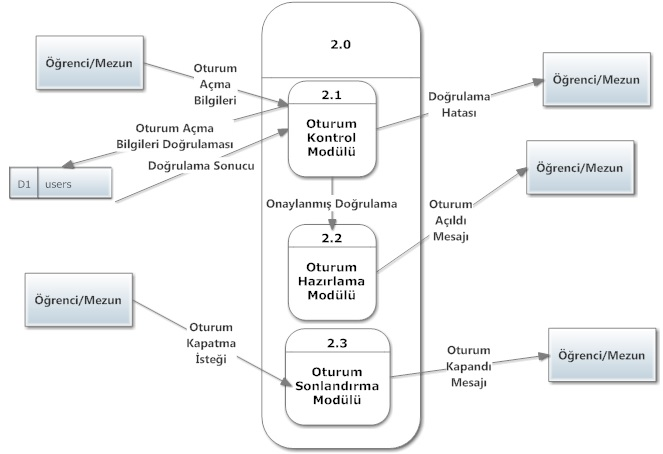 2.0
Öğrenci/Mezun
Oturum
Açma
Bilgileri
2.1
Oturum
Kontrol
Modülü
Doğrulama
Hatası
Öğrenci/Mezun
Oturum Açma
Bilgileri Doğrulaması
Doğrulama Sonucu
D1 users
Onaylanmış Doğrulama
Oturum
Açıldı
Mesajı
Öğrenci/Mezun
2.2
Oturum
Hazırlama
Modülü
Öğrenci/Mezun
Oturum
Kapatma
İsteği
2.3
Oturum
Sonlandırma
Modülü
Oturum
Kapandı
Mesajı
Öğrenci/Mezun